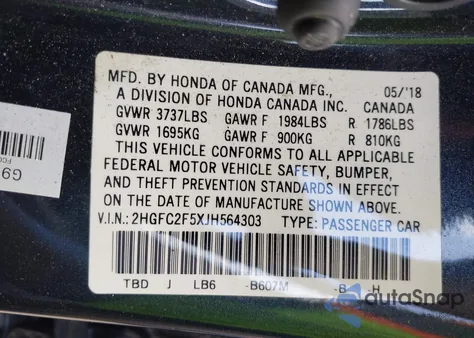 MFD. BY HONDA OF CANADA MFG., 05/'18
A DIVISION OF HONDA CANADA INC. CANADA
GVWR 3737LBS GAWR F 1984LBS R 1786LBS
GVWR 1695KG GAWR F 900KG R 810KG
THIS VEHICLE CONFORMS TO ALL APPLICABLE
FEDERAL MOTOR VEHICLE SAFETY, BUMPER,
AND THEFT PREVENTION STANDARDS IN EFFECT
ON THE DATE OF MANUFACTURE SHOWN ABOVE.
V.I.N.: 2HGFC2F5XJH564303 TYPE: PASSENGER CAR
TBD J LB6 -B607M -B H
autaSnap